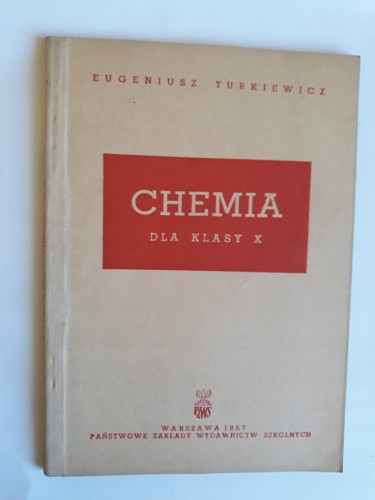 EUGENIUSZ TURKIEWICZ
CHEMIA
DLA KLASY X
PZWS
WARSZAWA 1957
PAŃSTWOWE ZAKŁADY WYDAWNICTW SZKOLNYCH